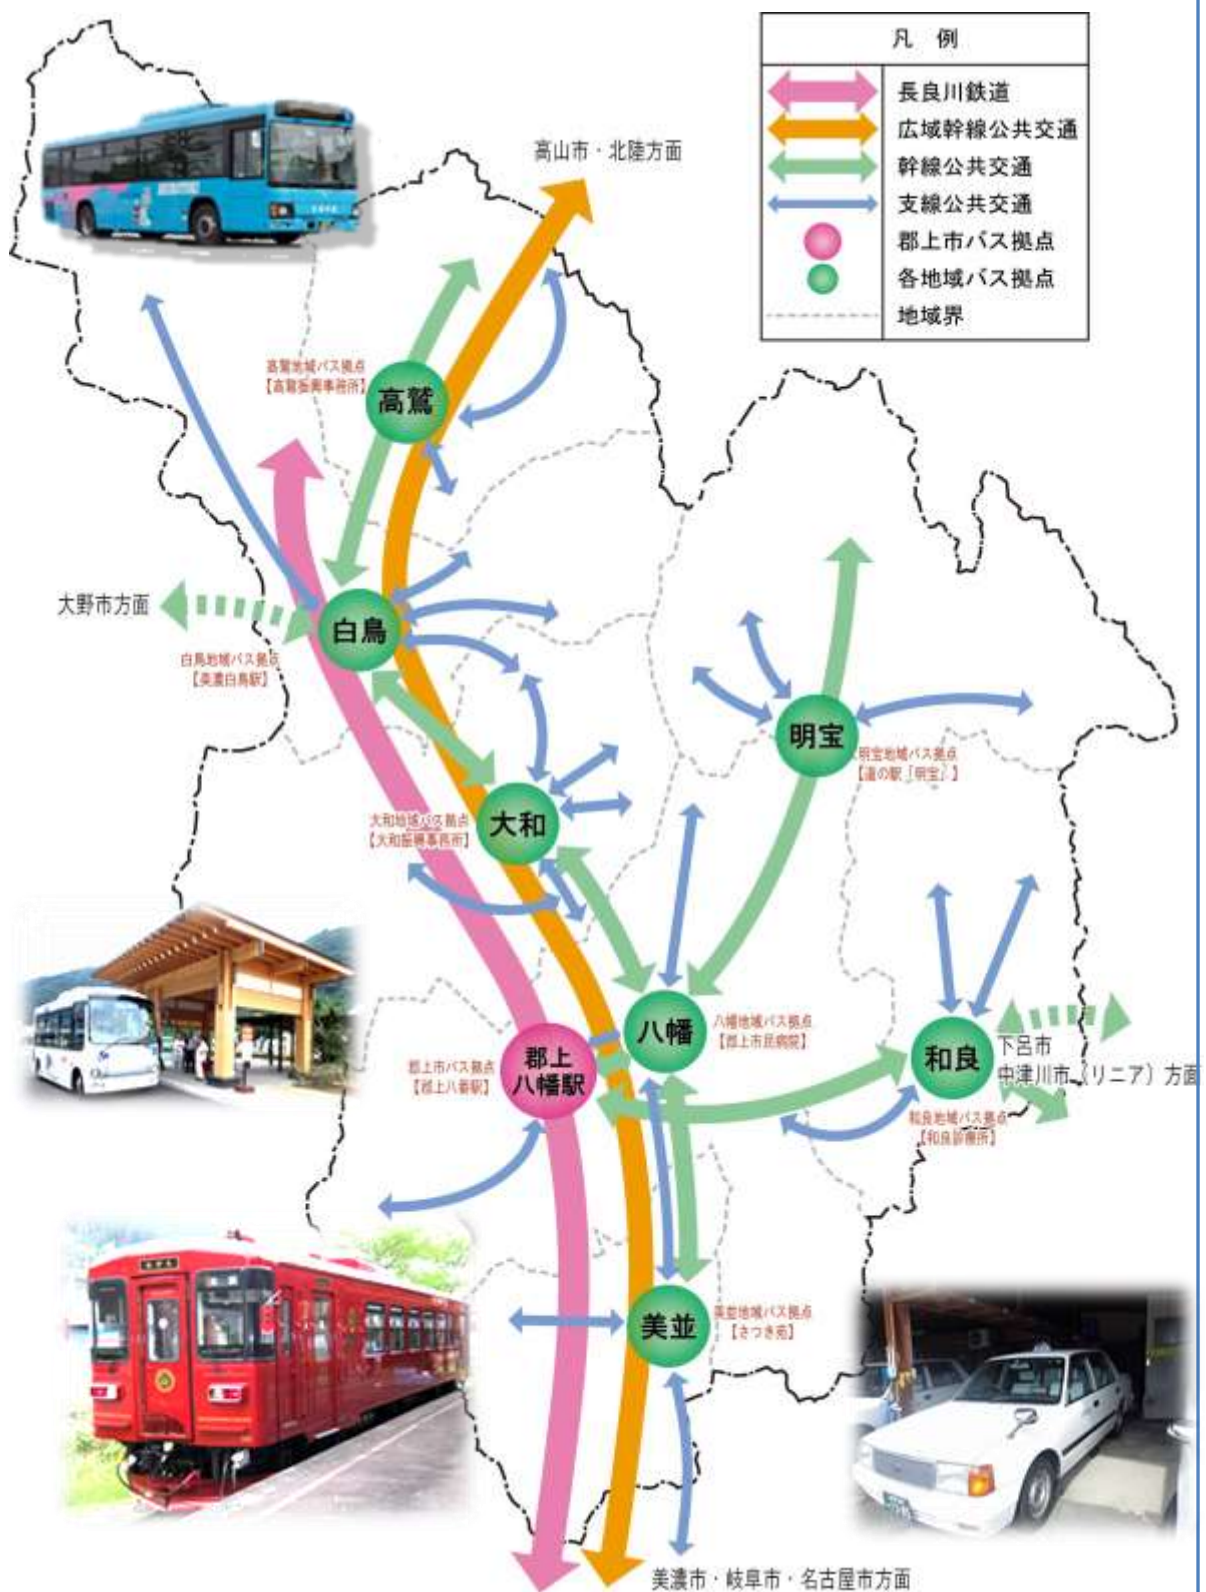 凡 例
長良川鉄道
広域幹線公共交通
幹線公共交通
支線公共交通
郡上市バス拠点
各地域バス拠点
地域界
高山市・北陸方面
高鷲地域バス拠点
【高鷲振興事務所】
高鷲
大野市方面
白鳥
白鳥地域バス拠点
【美濃白鳥駅】
明宝
明宝地域バス拠点
【道の駅「明宝」】
大和
大和地域バス拠点
【大和振興事務所】
八幡
八幡地域バス拠点
【郡上市民病院】
郡上
八幡駅
郡上市バス拠点
【郡上八幡駅】
和良
下呂市
中津川市（リニア）方面
和良地域バス拠点
【和良診療所】
美並
美並地域バス拠点
【さつき苑】
美濃市・岐阜市・名古屋市方面